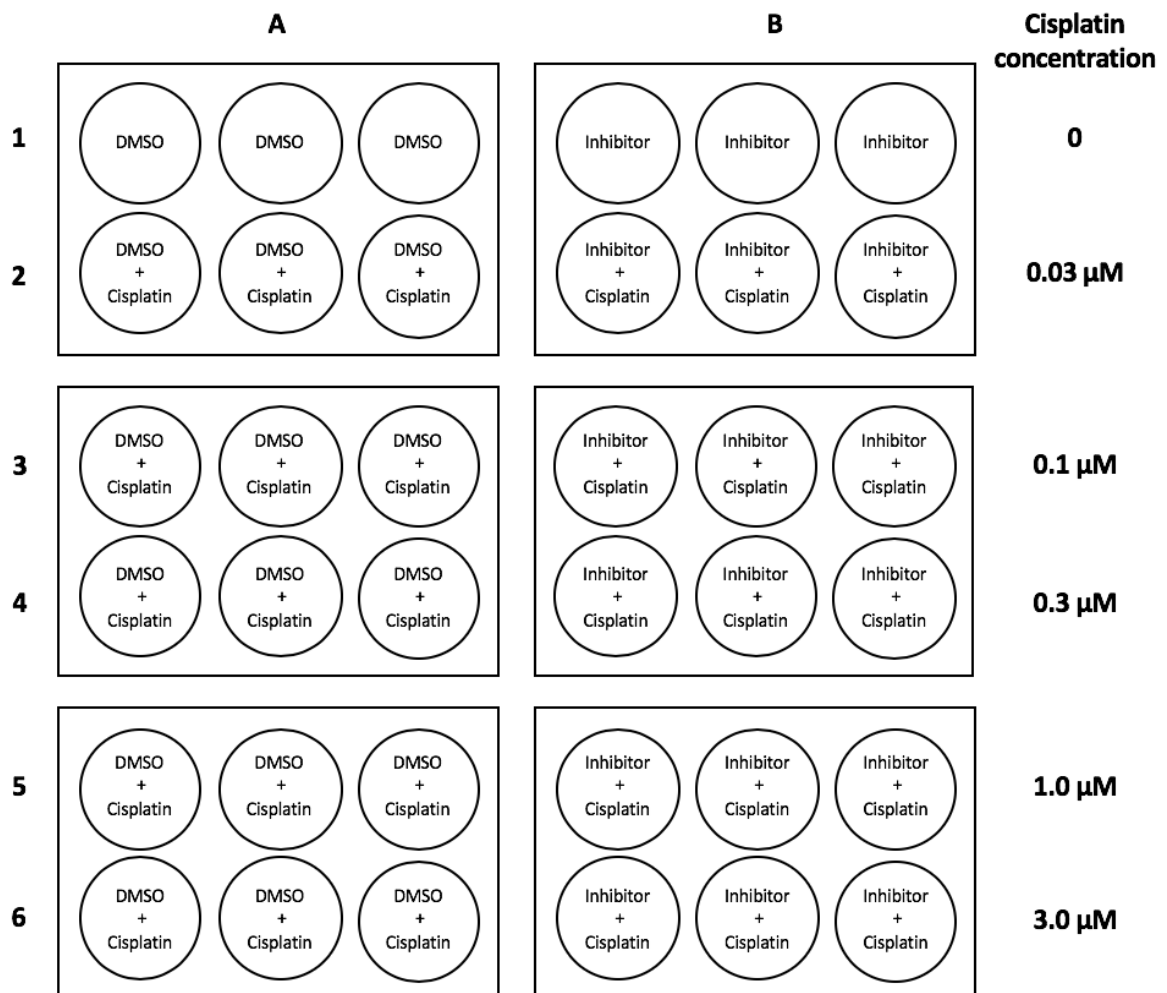 A B Cisplatin
concentration
1 DMSO DMSO DMSO Inhibitor Inhibitor Inhibitor 0
DMSO DMSO DMSO Inhibitor Inhibitor Inhibitor
2 + + + + + + 0.03 µM
Cisplatin Cisplatin Cisplatin Cisplatin Cisplatin Cisplatin
DMSO DMSO DMSO Inhibitor Inhibitor Inhibitor
3 + + + + + + 0.1 µM
Cisplatin Cisplatin Cisplatin Cisplatin Cisplatin Cisplatin
DMSO DMSO DMSO Inhibitor Inhibitor Inhibitor
4 + + + + + + 0.3 µM
Cisplatin Cisplatin Cisplatin Cisplatin Cisplatin Cisplatin
DMSO DMSO DMSO Inhibitor Inhibitor Inhibitor
5 + + + + + + 1.0 µM
Cisplatin Cisplatin Cisplatin Cisplatin Cisplatin Cisplatin
DMSO DMSO DMSO Inhibitor Inhibitor Inhibitor
6 + + + + + + 3.0 µM
Cisplatin Cisplatin Cisplatin Cisplatin Cisplatin Cisplatin